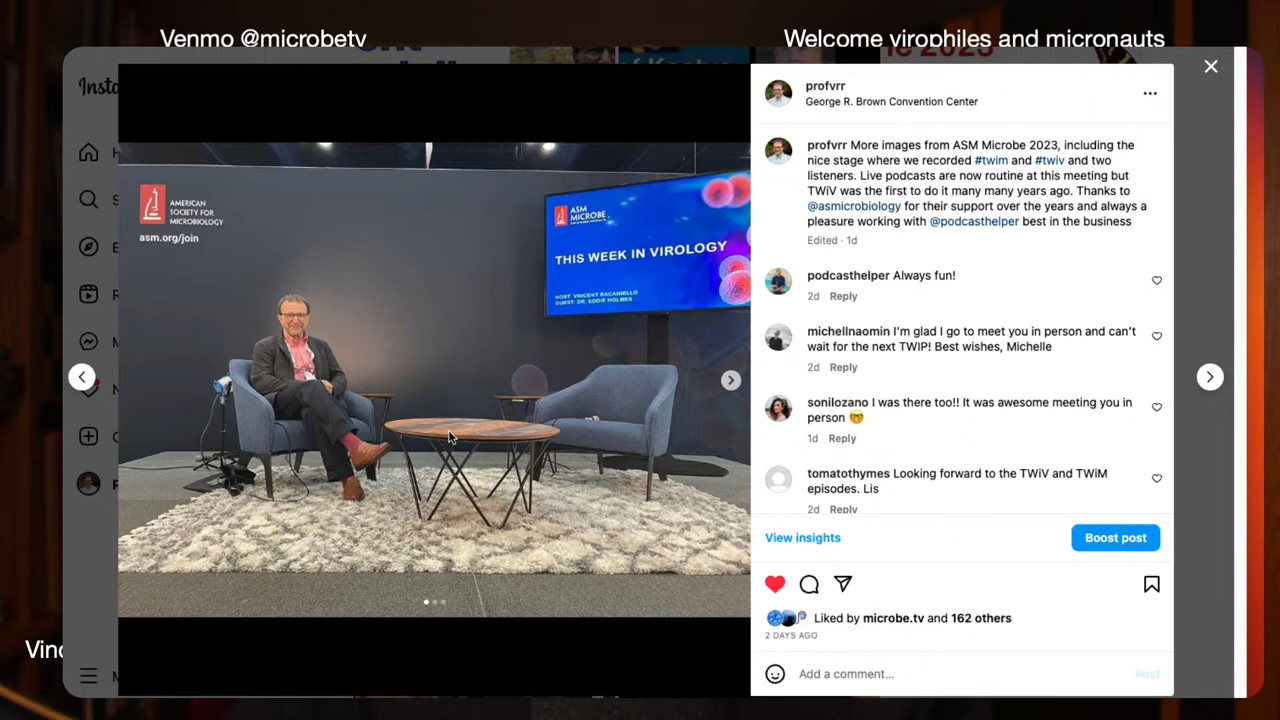 Venmo @microbetv
Welcome virophiles and micronauts
profvrr
George R. Brown Convention Center
profvrr More images from ASM Microbe 2023, including the
nice stage where we recorded #twim and #twiv and two
listeners. Live podcasts are now routine at this meeting but
TWiV was the first to do it many many years ago. Thanks to
@asmicrobiology for their support over the years and always a
pleasure working with @podcasthelper best in the business
Edited · 1d
AMERICAN
SOCIETY FOR
MICROBIOLOGY
asm.org/join
ASM
MICROBE
THIS WEEK IN VIROLOGY
HOST: VINCENT RACANIELLO
GUEST: DR. EDDIE HOLMES
podcasthelper Always fun!
2d Reply
michellnaomin I'm glad I go to meet you in person and can't
wait for the next TWIP! Best wishes, Michelle
2d Reply
sonilozano I was there too!! It was awesome meeting you in
person 🤓
1d Reply
tomatothymes Looking forward to the TWiV and TWiM
episodes. Lis
2d Reply
View insights
Boost post
Liked by microbe.tv and 162 others
2 DAYS AGO
Add a comment...
Post